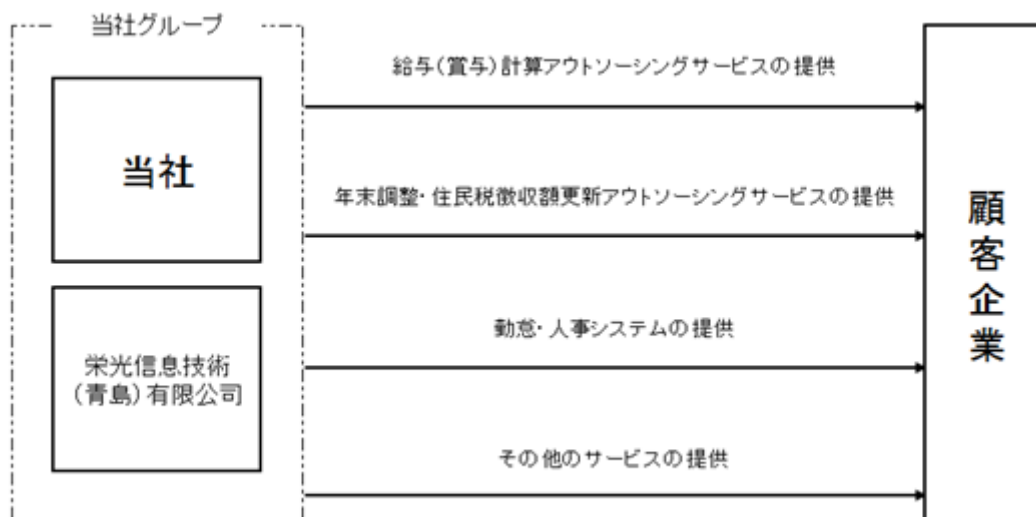 当社グループ
給与(賞与)計算アウトソーシングサービスの提供
当社
年末調整・住民税徴収額更新アウトソーシングサービスの提供
顧客企業
勤怠・人事システムの提供
栄光信息技術
(青島)有限公司
その他のサービスの提供